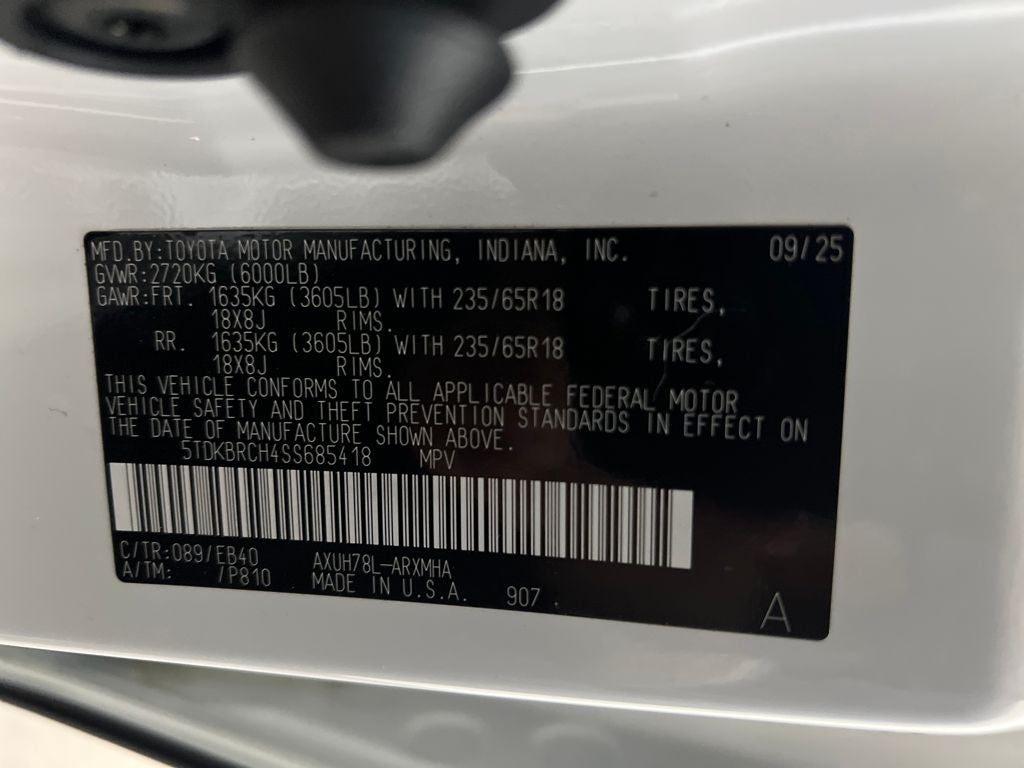 MFD.BY:TOYOTA MOTOR MANUFACTURING, INDIANA, INC. 09/25
GVWR:2720KG (6000LB)
GAWR:FRT. 1635KG (3605LB) WITH 235/65R18 TIRES,
18X8J RIMS.
RR. 1635KG (3605LB) WITH 235/65R18 TIRES,
18X8J RIMS.
THIS VEHICLE CONFORMS TO ALL APPLICABLE FEDERAL MOTOR
VEHICLE SAFETY AND THEFT PREVENTION STANDARDS IN EFFECT ON
THE DATE OF MANUFACTURE SHOWN ABOVE.
5TDKBRCH4SS685418 MPV
C/TR:089/EB40 AXUH78L-ARXMHA
A/TM: /P810 MADE IN U.S.A. 907 A